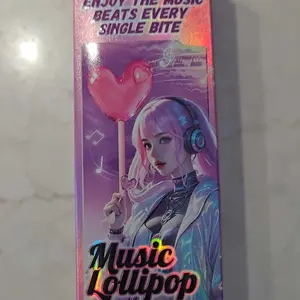 ENJOY THE MUSIC
BEATS EVERY
SINGLE BITE
Music
Lollipop